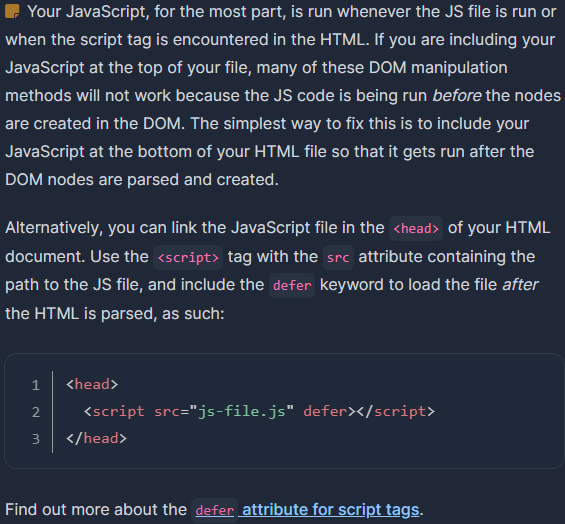 Your JavaScript, for the most part, is run whenever the JS file is run or
when the script tag is encountered in the HTML. If you are including your
JavaScript at the top of your file, many of these DOM manipulation
methods will not work because the JS code is being run before the nodes
are created in the DOM. The simplest way to fix this is to include your
JavaScript at the bottom of your HTML file so that it gets run after the
DOM nodes are parsed and created.
Alternatively, you can link the JavaScript file in the <head> of your HTML
document. Use the <script> tag with the src attribute containing the
path to the JS file, and include the defer keyword to load the file after
the HTML is parsed, as such:
1 <head>
2   <script src="js-file.js" defer></script>
3 </head>
Find out more about the defer attribute for script tags.